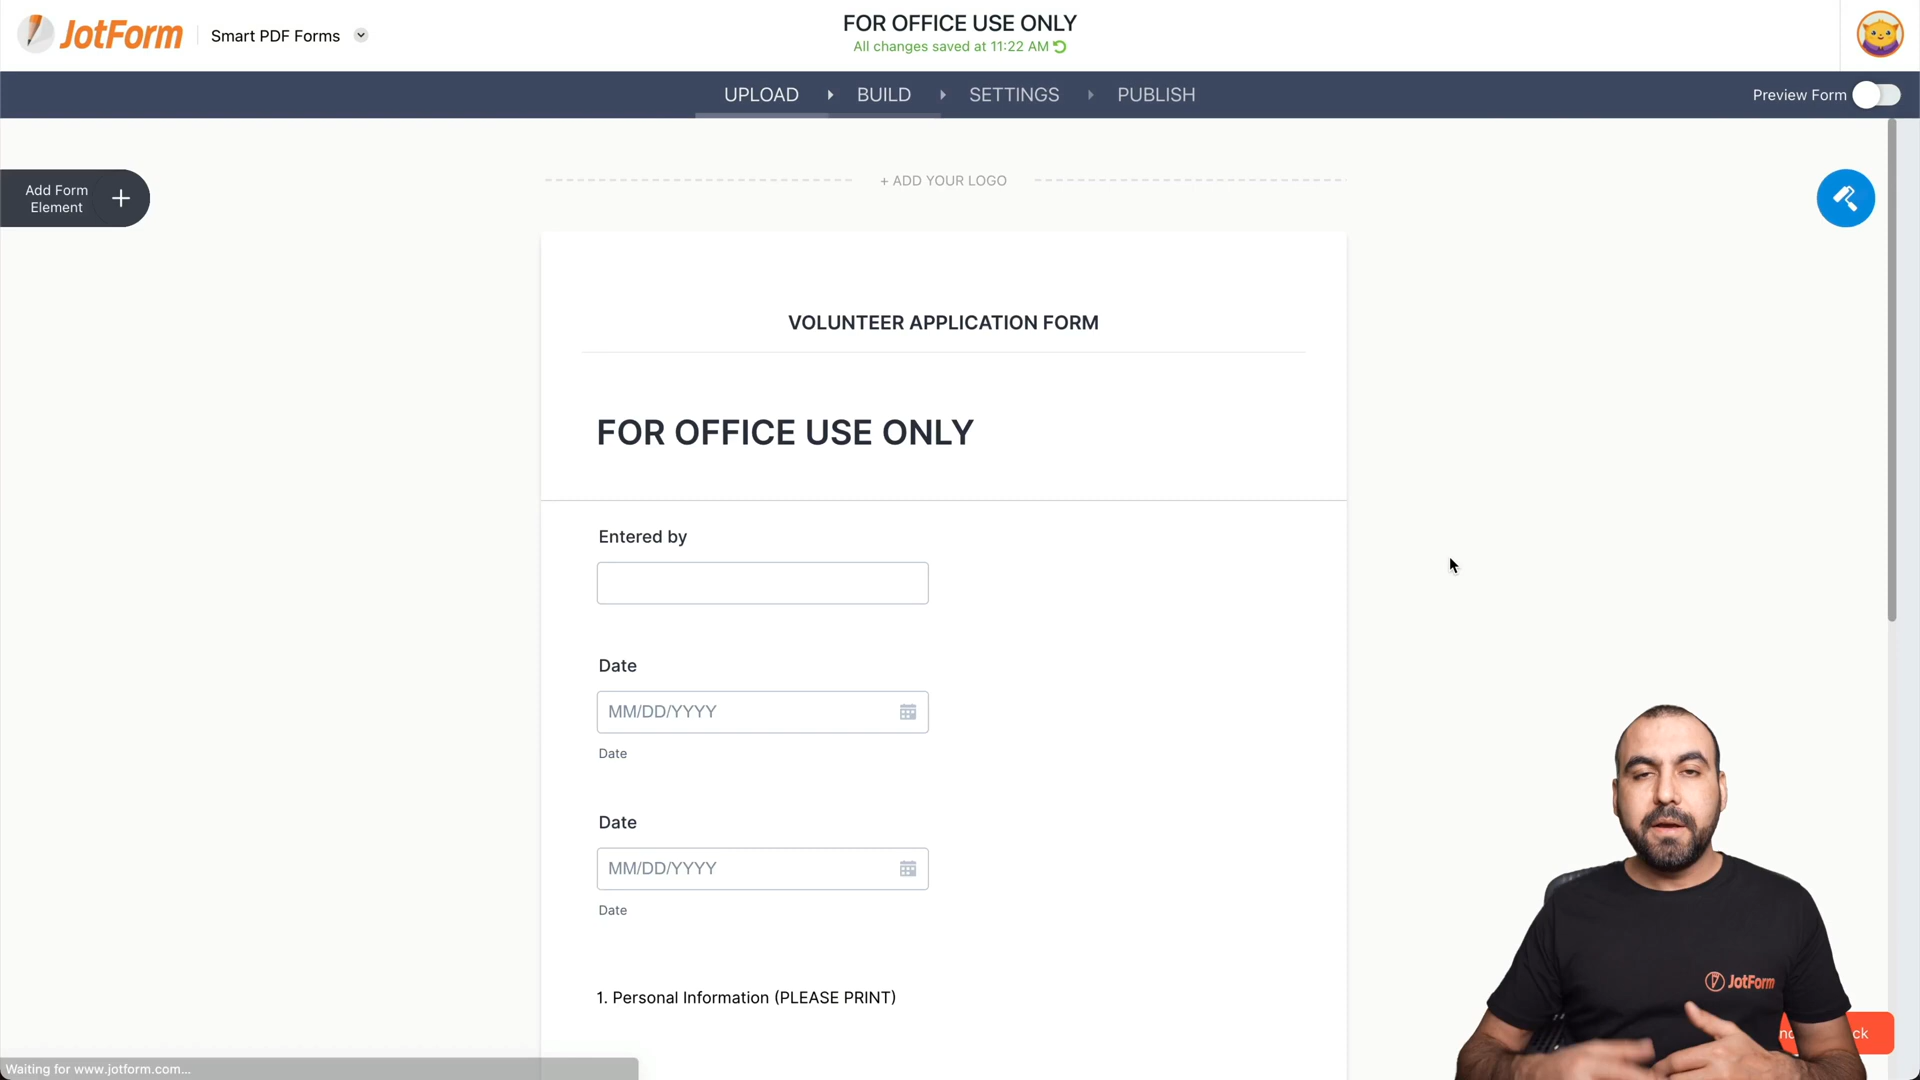 JotForm
Smart PDF Forms
FOR OFFICE USE ONLY
All changes saved at 11:22 AM
UPLOAD
BUILD
SETTINGS
PUBLISH
Preview Form
Add Form
Element
+ ADD YOUR LOGO
VOLUNTEER APPLICATION FORM
FOR OFFICE USE ONLY
Entered by
Date
MM/DD/YYYY
Date
Date
MM/DD/YYYY
Date
1. Personal Information (PLEASE PRINT)
JotForm
Waiting for www.jotform.com...